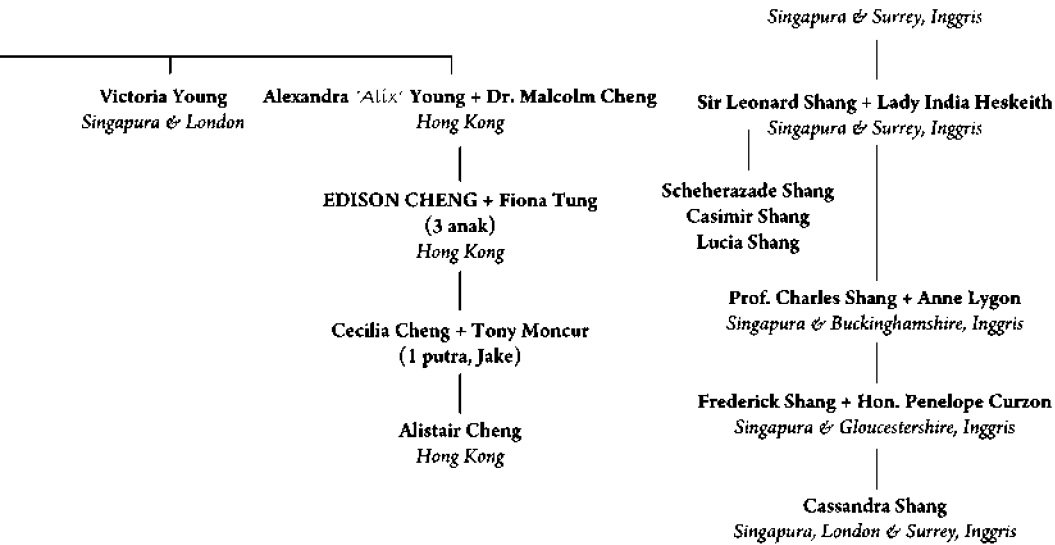 Singapura & Surrey, Inggris
Victoria Young
Singapura & London
Alexandra 'Alix' Young + Dr. Malcolm Cheng
Hong Kong
EDISON CHENG + Fiona Tung
(3 anak)
Hong Kong
Cecilia Cheng + Tony Moncur
(1 putra, Jake)
Alistair Cheng
Hong Kong
Sir Leonard Shang + Lady India Heskeith
Singapura & Surrey, Inggris
Scheherazade Shang
Casimir Shang
Lucia Shang
Prof. Charles Shang + Anne Lygon
Singapura & Buckinghamshire, Inggris
Frederick Shang + Hon. Penelope Curzon
Singapura & Gloucestershire, Inggris
Cassandra Shang
Singapura, London & Surrey, Inggris